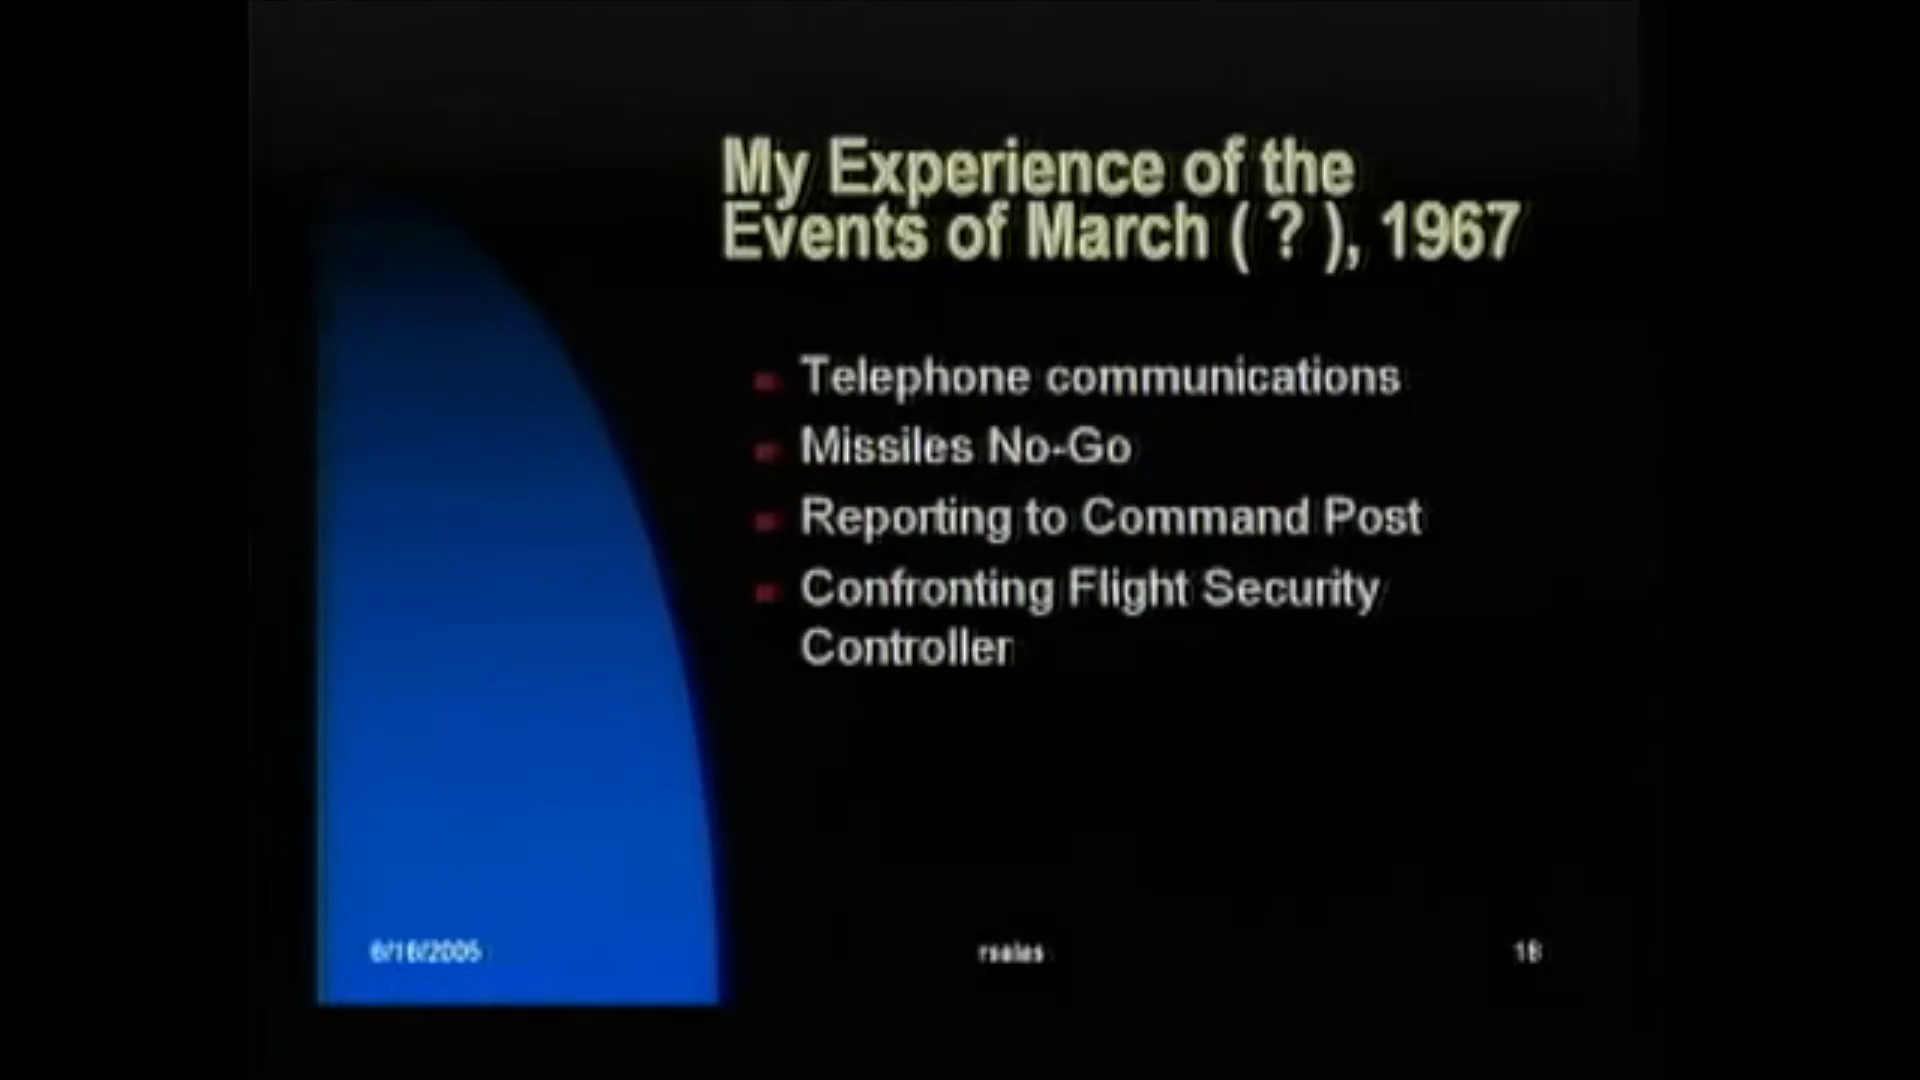 My Experience of the
Events of March ( ? ), 1967
Telephone communications
Missiles No-Go
Reporting to Command Post
Confronting Flight Security
Controller
rsalas